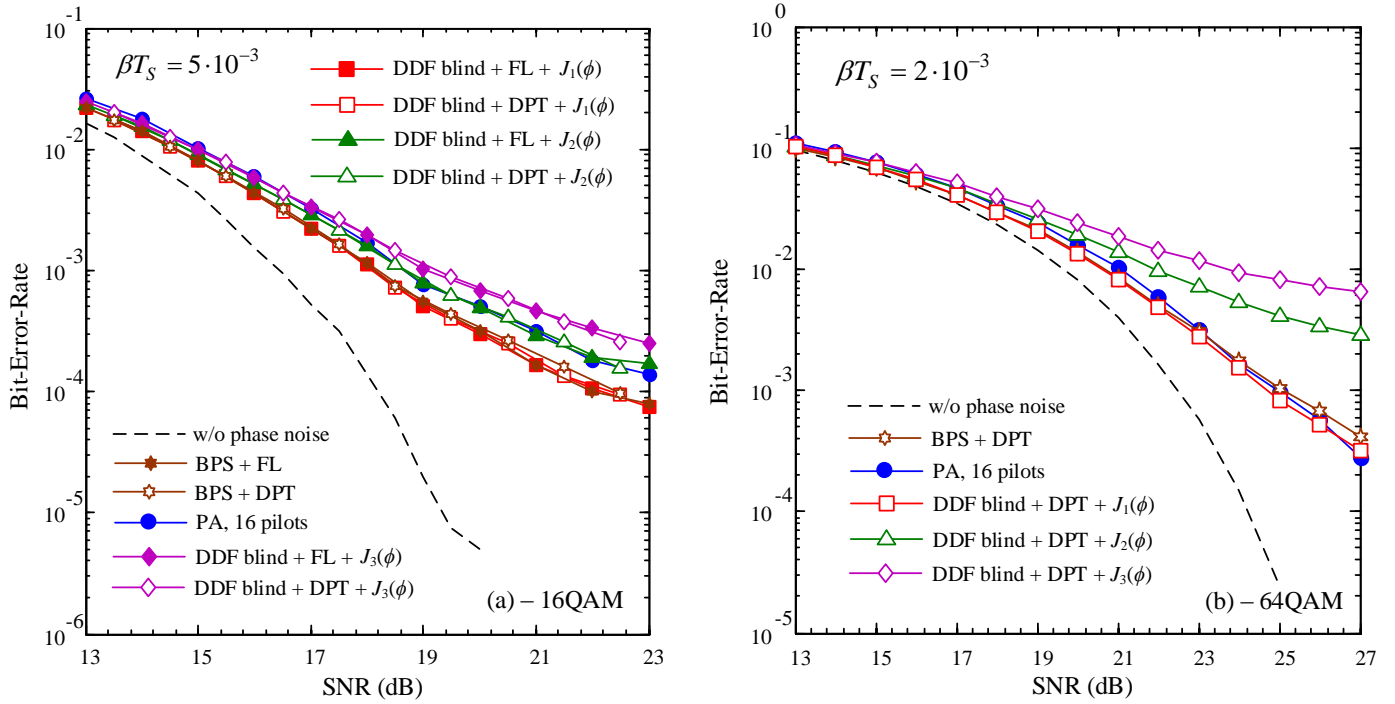 10^-1
βT_S = 5·10^-3
DDF blind + FL + J_1(ϕ)
DDF blind + DPT + J_1(ϕ)
DDF blind + FL + J_2(ϕ)
DDF blind + DPT + J_2(ϕ)
10^-2
10^-3
10^-4
10^-5
10^-6
Bit-Error-Rate
w/o phase noise
BPS + FL
BPS + DPT
PA, 16 pilots
DDF blind + FL + J_3(ϕ)
DDF blind + DPT + J_3(ϕ)
(a) – 16QAM
13 15 17 19 21 23
SNR (dB)
10^0
βT_S = 2·10^-3
10^-1
10^-2
10^-3
10^-4
10^-5
Bit-Error-Rate
w/o phase noise
BPS + DPT
PA, 16 pilots
DDF blind + DPT + J_1(ϕ)
DDF blind + DPT + J_2(ϕ)
DDF blind + DPT + J_3(ϕ)
(b) – 64QAM
13 15 17 19 21 23 25 27
SNR (dB)